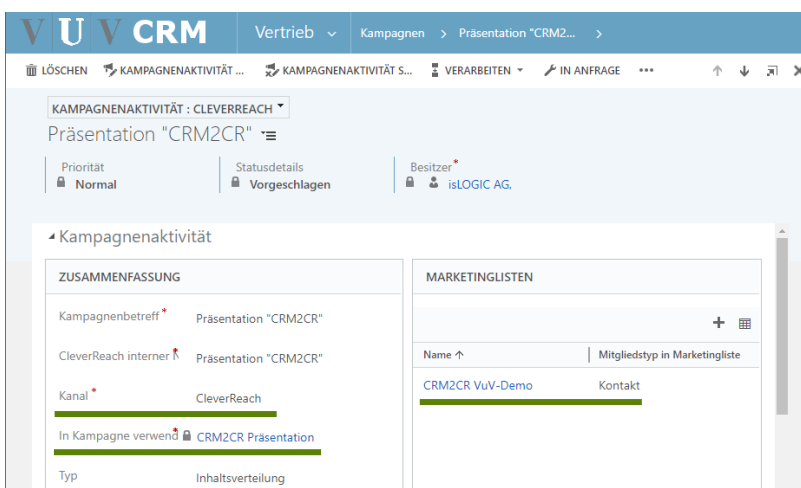 VUV CRM Vertrieb Kampagnen > Präsentation "CRM2... >
LÖSCHEN KAMPAGNENAKTIVITÄT ... KAMPAGNENAKTIVITÄT S... VERARBEITEN IN ANFRAGE ...
KAMPAGNENAKTIVITÄT : CLEVERREACH
Präsentation "CRM2CR"
Priorität Statusdetails Besitzer*
Normal Vorgeschlagen isLOGIC AG,
Kampagnenaktivität
ZUSAMMENFASSUNG MARKETINGLISTEN
Kampagnenbetreff* Präsentation "CRM2CR"
CleverReach interner Präsentation "CRM2CR"
Name Mitgliedstyp in Marketingliste
Kanal* CleverReach
CRM2CR VuV-Demo Kontakt
In Kampagne verwend* CRM2CR Präsentation
Typ Inhaltsverteilung